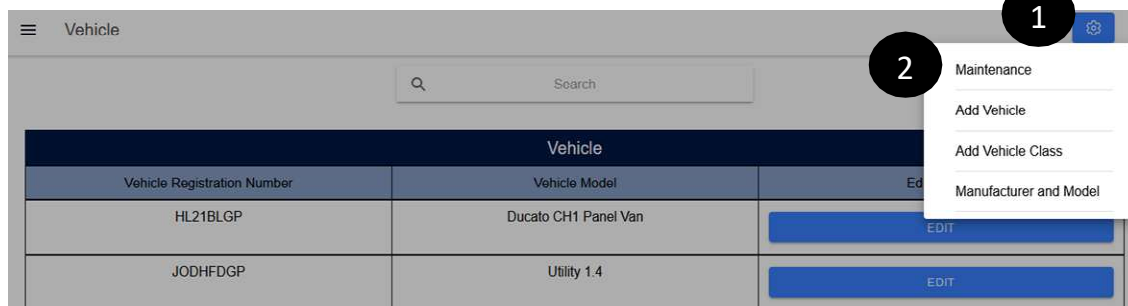 1
Vehicle
2
Maintenance
Search
Add Vehicle
Vehicle
Add Vehicle Class
Vehicle Registration Number Vehicle Model Ed
Manufacturer and Model
HL21BLGP Ducato CH1 Panel Van EDIT
JODHFDGP Utility 1.4 EDIT